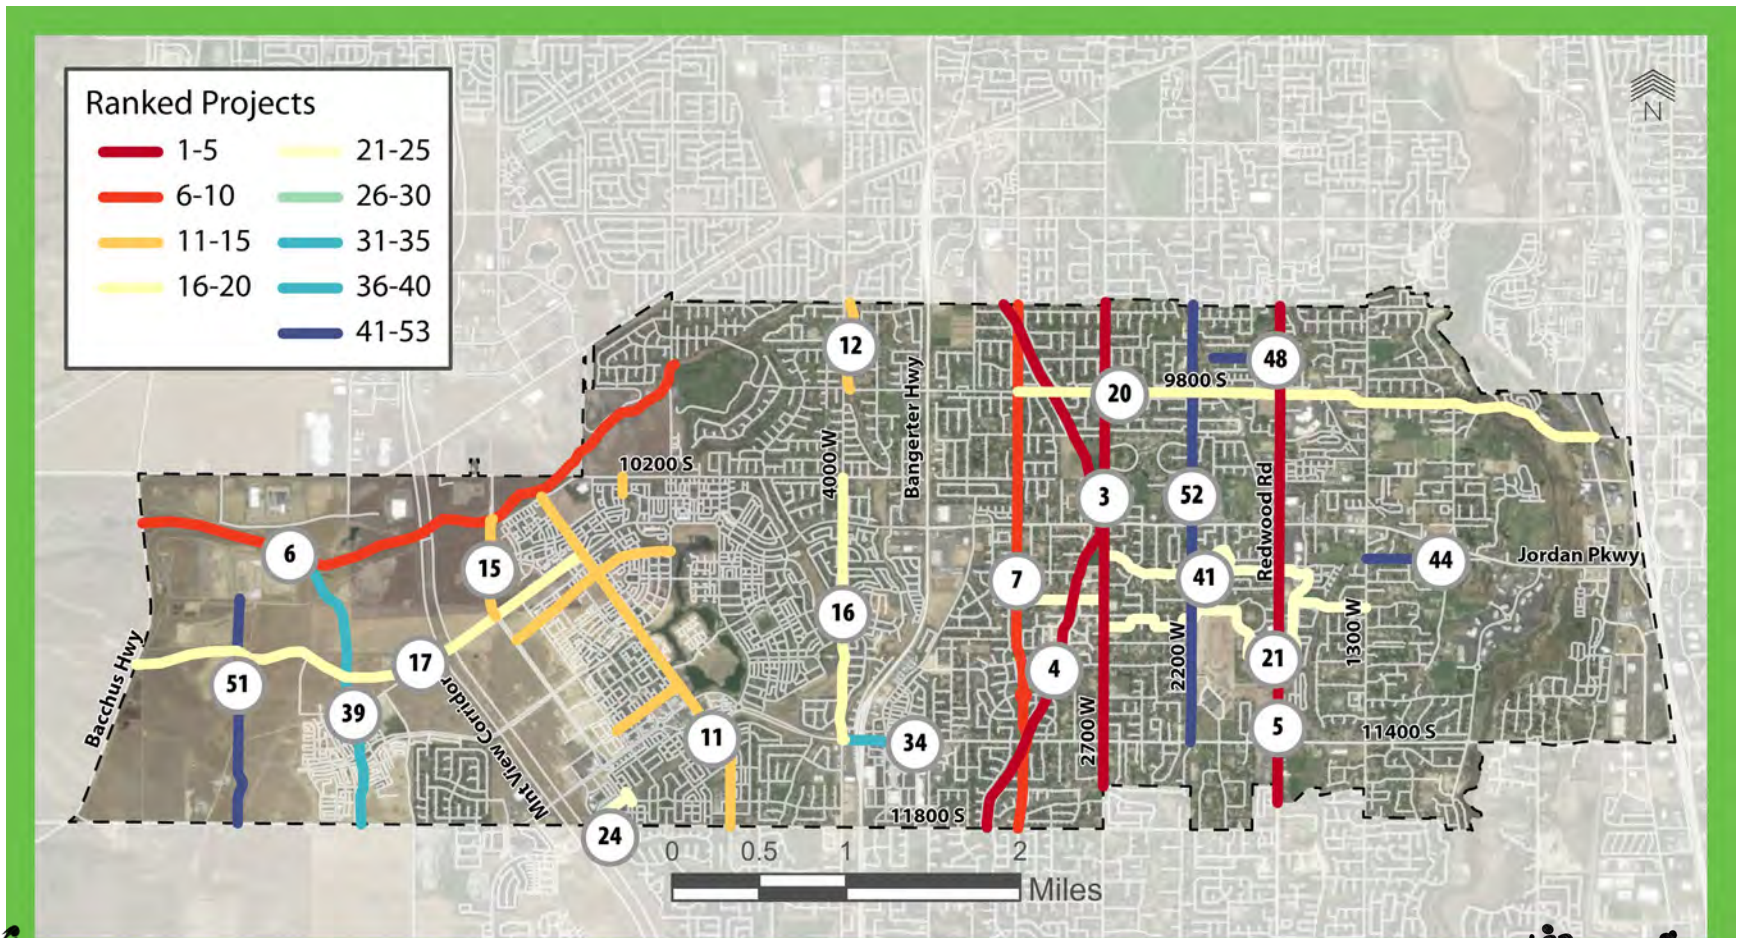 Ranked Projects
1-5
21-25
6-10
26-30
11-15
31-35
16-20
36-40
41-53
N
12
48
9800 S
20
Bangerter Hwy
4000 W
10200 S
3
52
Redwood Rd
6
15
7
41
44
Jordan Pkwy
16
1300 W
2200 W
Bacchus Hwy
17
51
4
21
39
Mnt View Corridor
11
34
2700 W
5
11400 S
11800 S
24
0 0.5 1 2
Miles